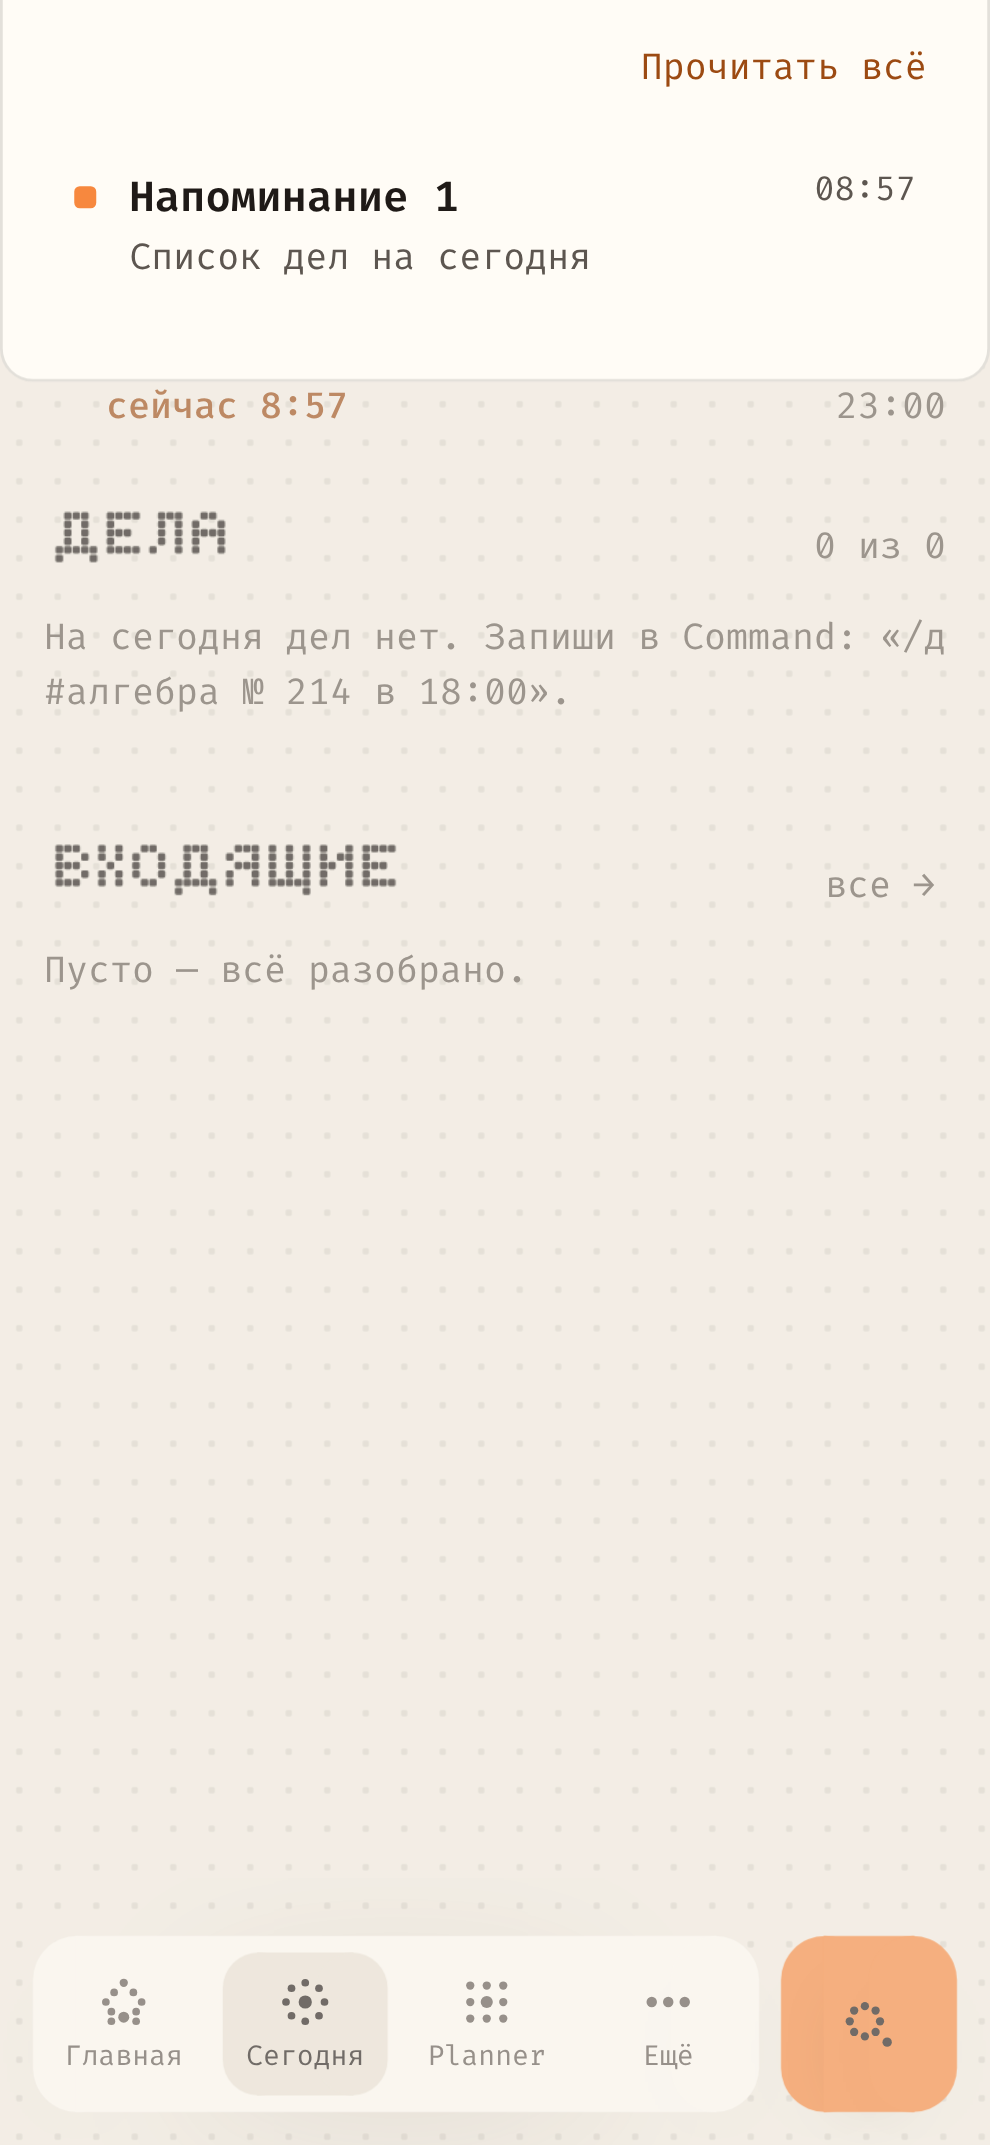 Прочитать всё
Напоминание 1
08:57
Список дел на сегодня
сейчас 8:57
23:00
ДЕЛА
0 из 0
На сегодня дел нет. Запиши в Command: «/д
#алгебра № 214 в 18:00».
ВХОДЯЩИЕ
все →
Пусто — всё разобрано.
Главная
Сегодня
Planner
Ещё